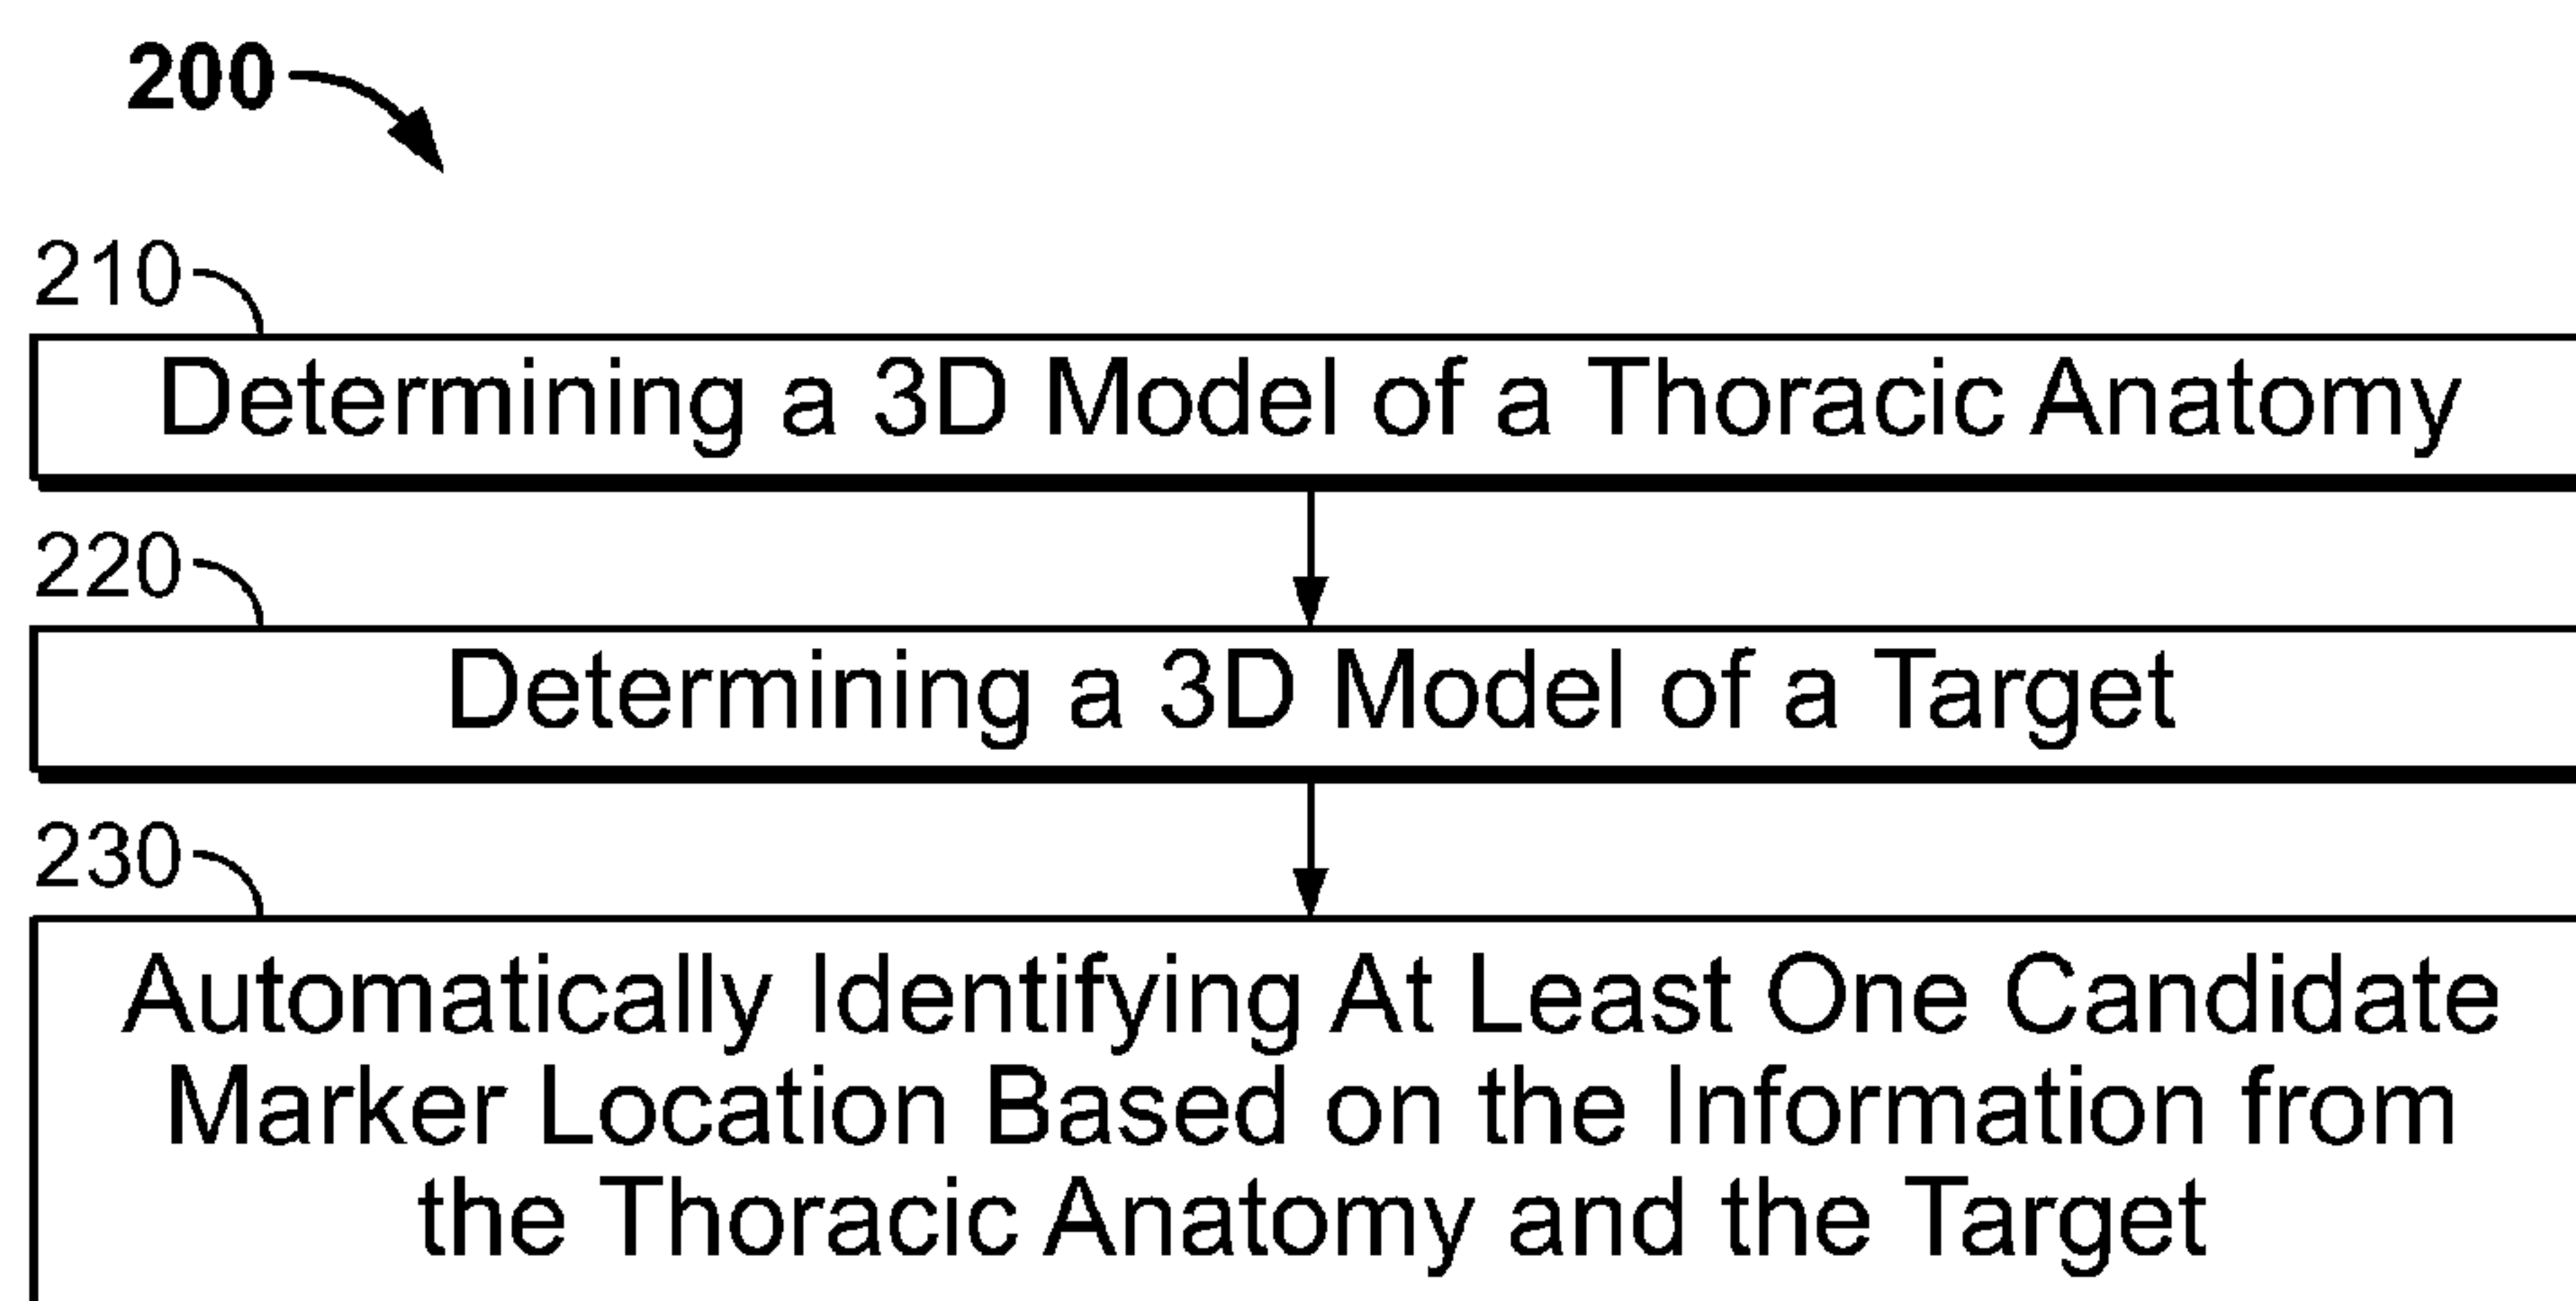 200
210
Determining a 3D Model of a Thoracic Anatomy
220
Determining a 3D Model of a Target
230
Automatically Identifying At Least One Candidate
Marker Location Based on the Information from
the Thoracic Anatomy and the Target